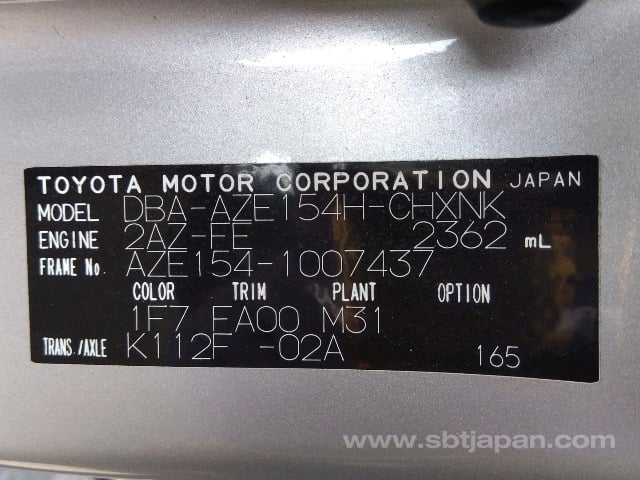 TOYOTA MOTOR CORPORATION JAPAN
MODEL DBA-AZE154H-CHXNK
ENGINE 2AZ-FE 2362 mL
FRAME No. AZE154-1007437
COLOR TRIM PLANT OPTION
1F7 EA00 M31
TRANS./AXLE K112F -02A 165
www.sbtjapan.com